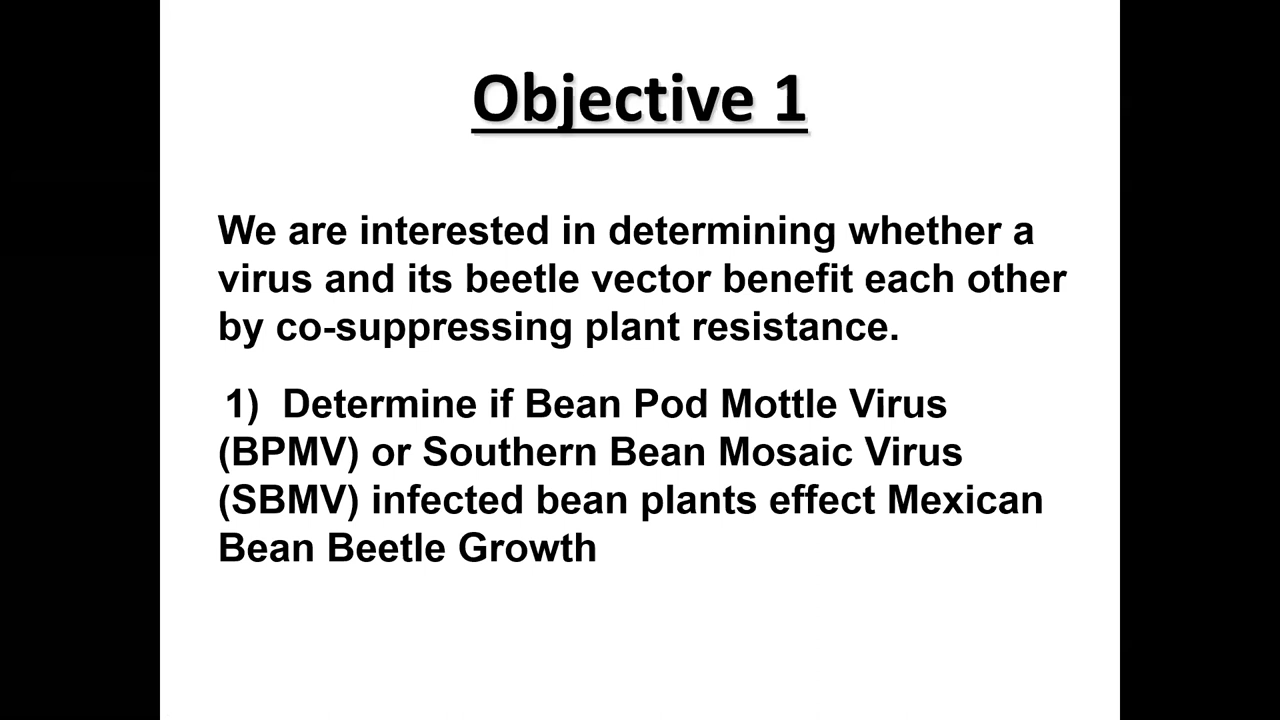 Objective 1
We are interested in determining whether a
virus and its beetle vector benefit each other
by co-suppressing plant resistance.
1) Determine if Bean Pod Mottle Virus
(BPMV) or Southern Bean Mosaic Virus
(SBMV) infected bean plants effect Mexican
Bean Beetle Growth